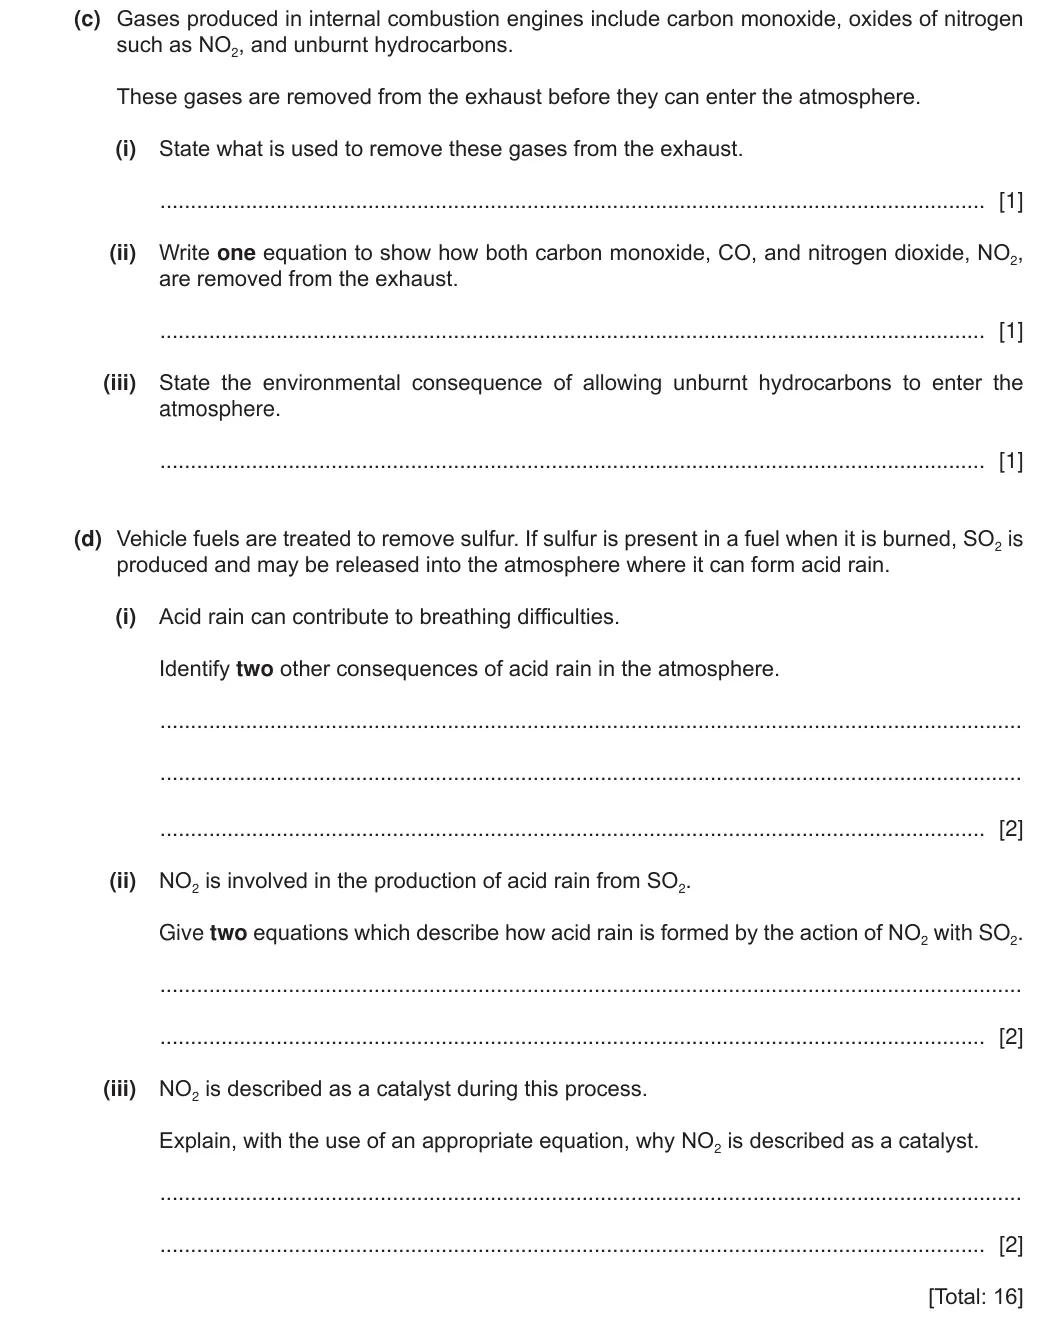 (c) Gases produced in internal combustion engines include carbon monoxide, oxides of nitrogen
such as NO₂, and unburnt hydrocarbons.
These gases are removed from the exhaust before they can enter the atmosphere.
(i) State what is used to remove these gases from the exhaust.
.......................................................................................................................................... [1]
(ii) Write one equation to show how both carbon monoxide, CO, and nitrogen dioxide, NO₂,
are removed from the exhaust.
.......................................................................................................................................... [1]
(iii) State the environmental consequence of allowing unburnt hydrocarbons to enter the
atmosphere.
.......................................................................................................................................... [1]
(d) Vehicle fuels are treated to remove sulfur. If sulfur is present in a fuel when it is burned, SO₂ is
produced and may be released into the atmosphere where it can form acid rain.
(i) Acid rain can contribute to breathing difficulties.
Identify two other consequences of acid rain in the atmosphere.
................................................................................................................................................
................................................................................................................................................
.......................................................................................................................................... [2]
(ii) NO₂ is involved in the production of acid rain from SO₂.
Give two equations which describe how acid rain is formed by the action of NO₂ with SO₂.
................................................................................................................................................
.......................................................................................................................................... [2]
(iii) NO₂ is described as a catalyst during this process.
Explain, with the use of an appropriate equation, why NO₂ is described as a catalyst.
................................................................................................................................................
.......................................................................................................................................... [2]
[Total: 16]